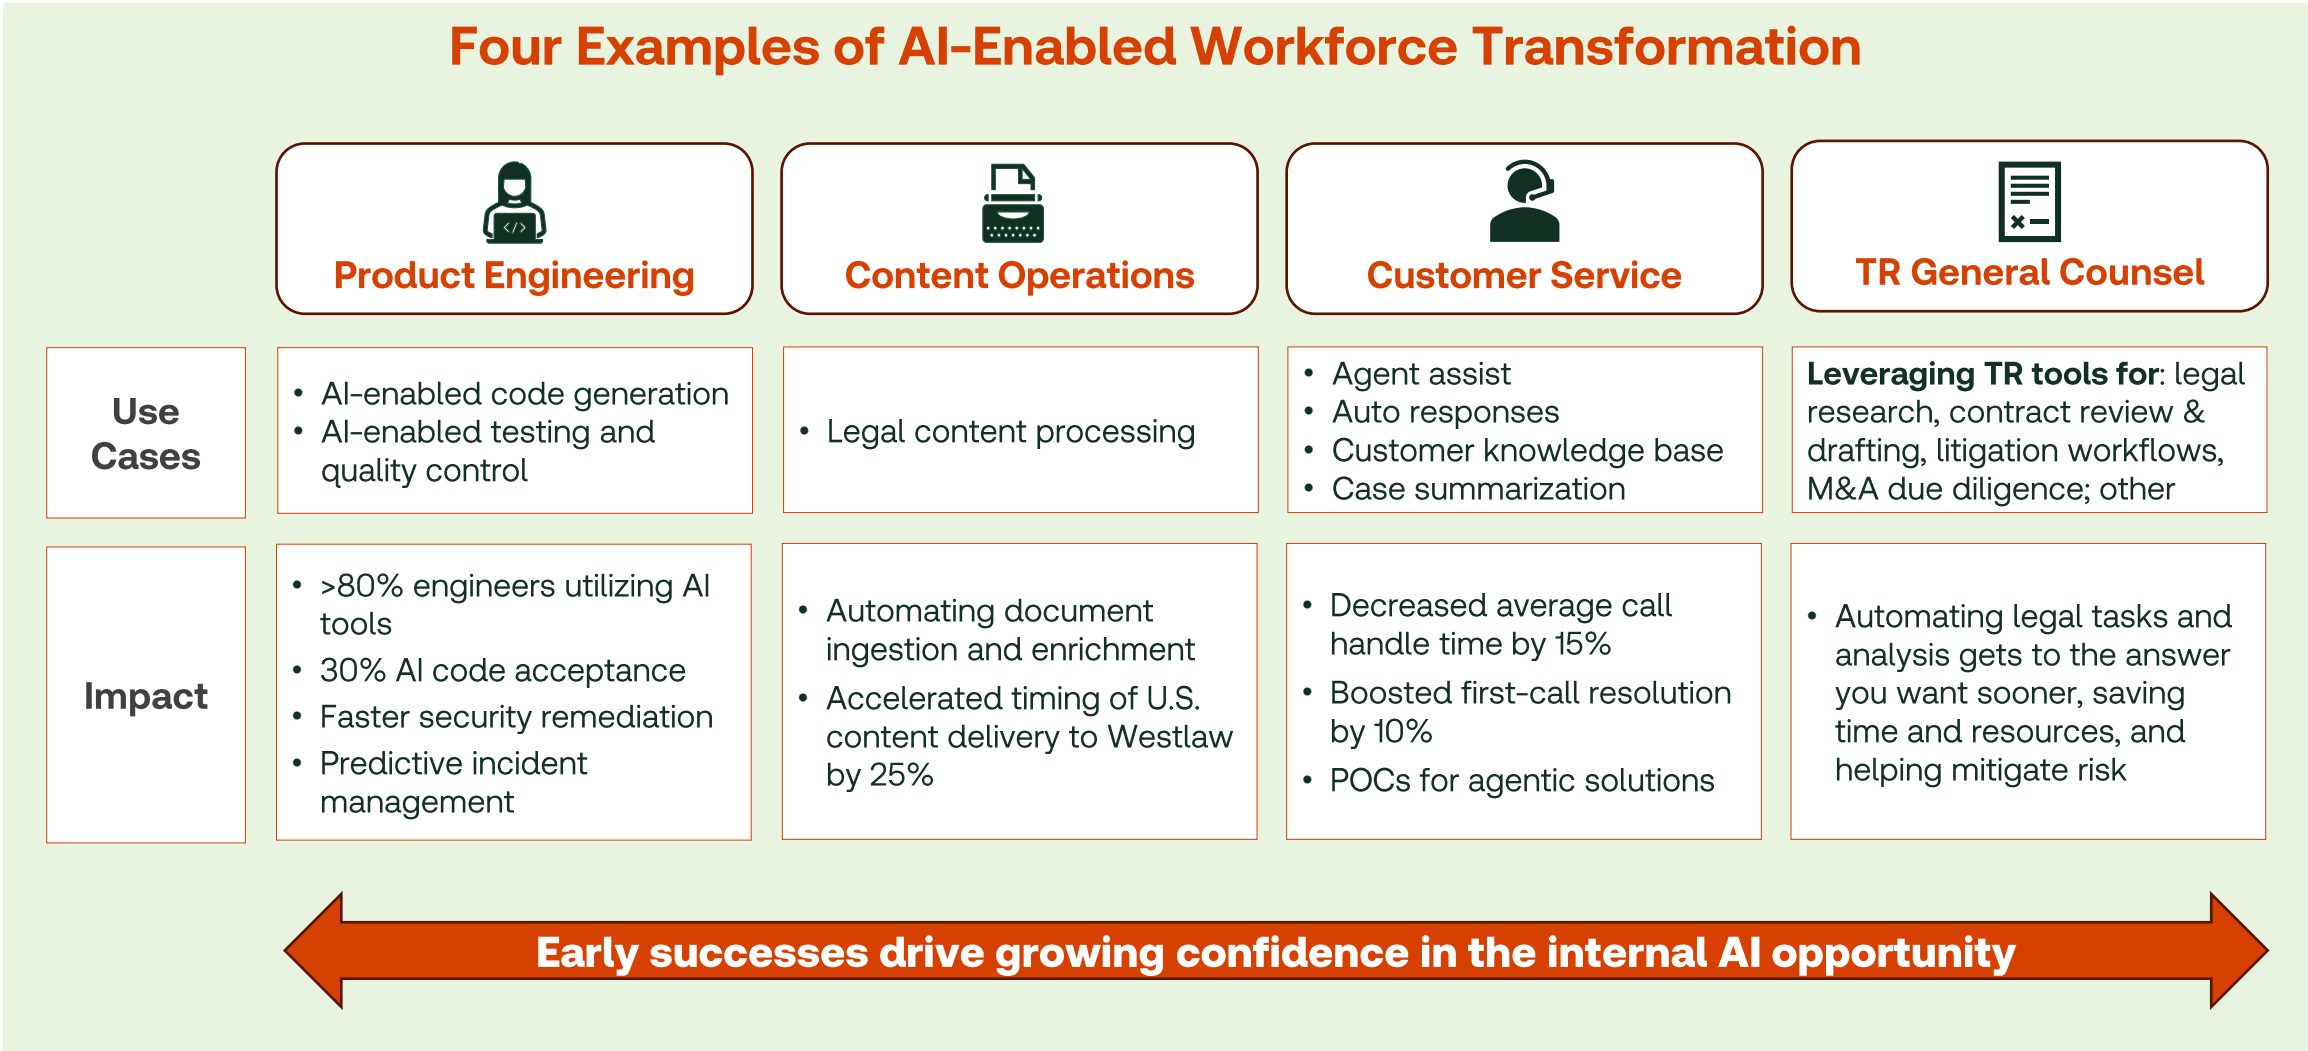 Four Examples of AI-Enabled Workforce Transformation
Product Engineering
Content Operations
Customer Service
TR General Counsel
Use
Cases
• AI-enabled code generation
• AI-enabled testing and
quality control
• Legal content processing
• Agent assist
• Auto responses
• Customer knowledge base
• Case summarization
Leveraging TR tools for: legal
research, contract review &
drafting, litigation workflows,
M&A due diligence; other
Impact
• >80% engineers utilizing AI
tools
• 30% AI code acceptance
• Faster security remediation
• Predictive incident
management
• Automating document
ingestion and enrichment
• Accelerated timing of U.S.
content delivery to Westlaw
by 25%
• Decreased average call
handle time by 15%
• Boosted first-call resolution
by 10%
• POCs for agentic solutions
• Automating legal tasks and
analysis gets to the answer
you want sooner, saving
time and resources, and
helping mitigate risk
Early successes drive growing confidence in the internal AI opportunity